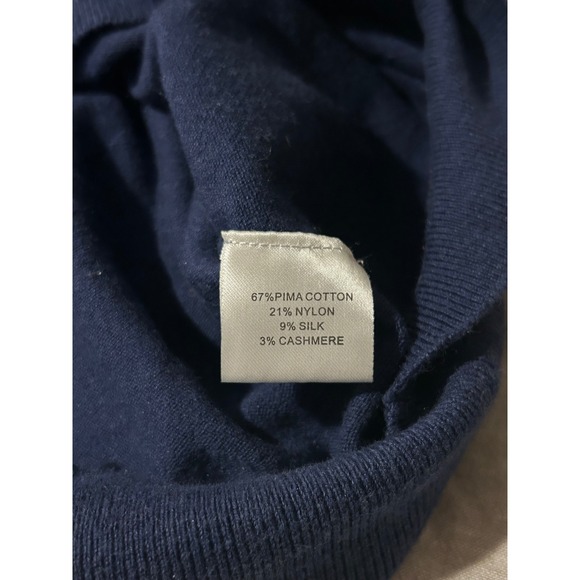 67%PIMA COTTON
21% NYLON
9% SILK
3% CASHMERE